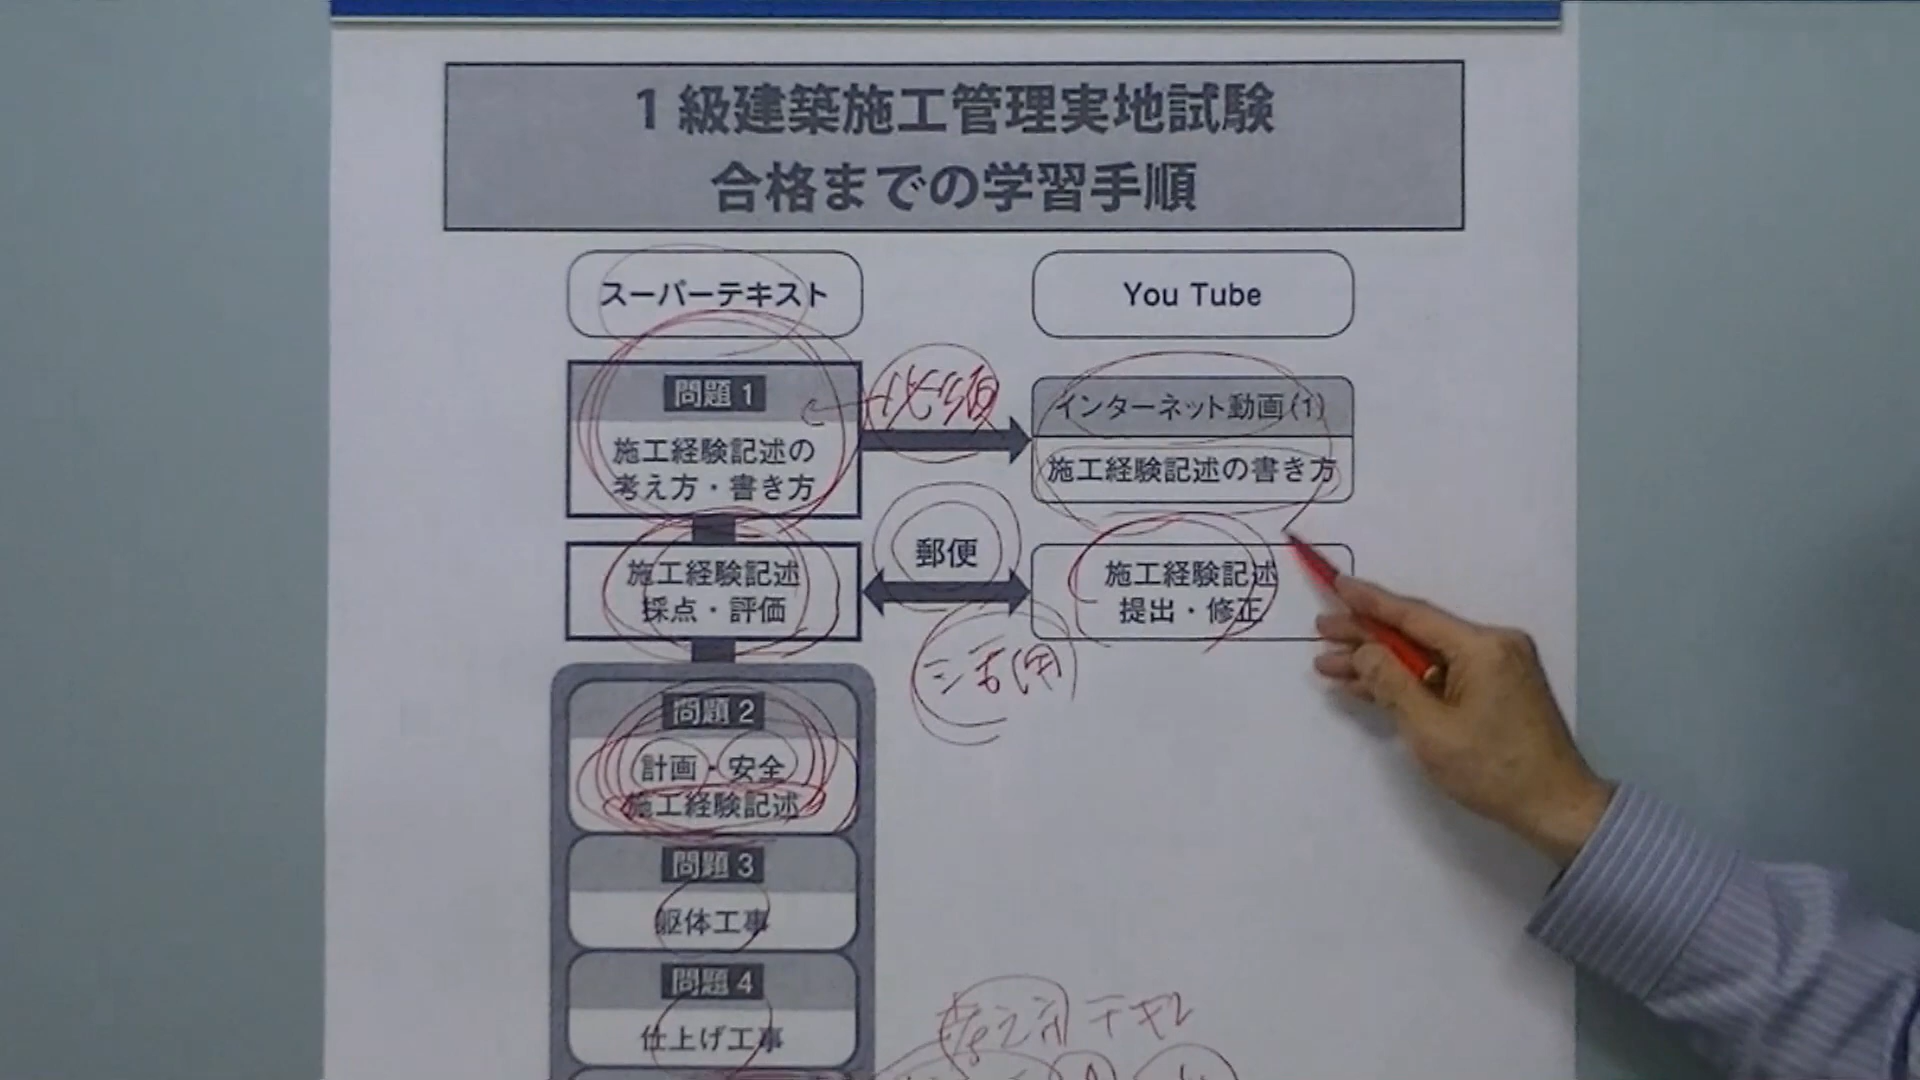 1 級建築施工管理実地試験
合格までの学習手順
スーパーテキスト
You Tube
問題 1
施工経験記述の
考え方・書き方
必須
インターネット動画(1)
施工経験記述の書き方
施工経験記述
採点・評価
郵便
施工経験記述
提出・修正
活用
問題 2
計画・安全
施工経験記述
問題 3
躯体工事
問題 4
仕上げ工事